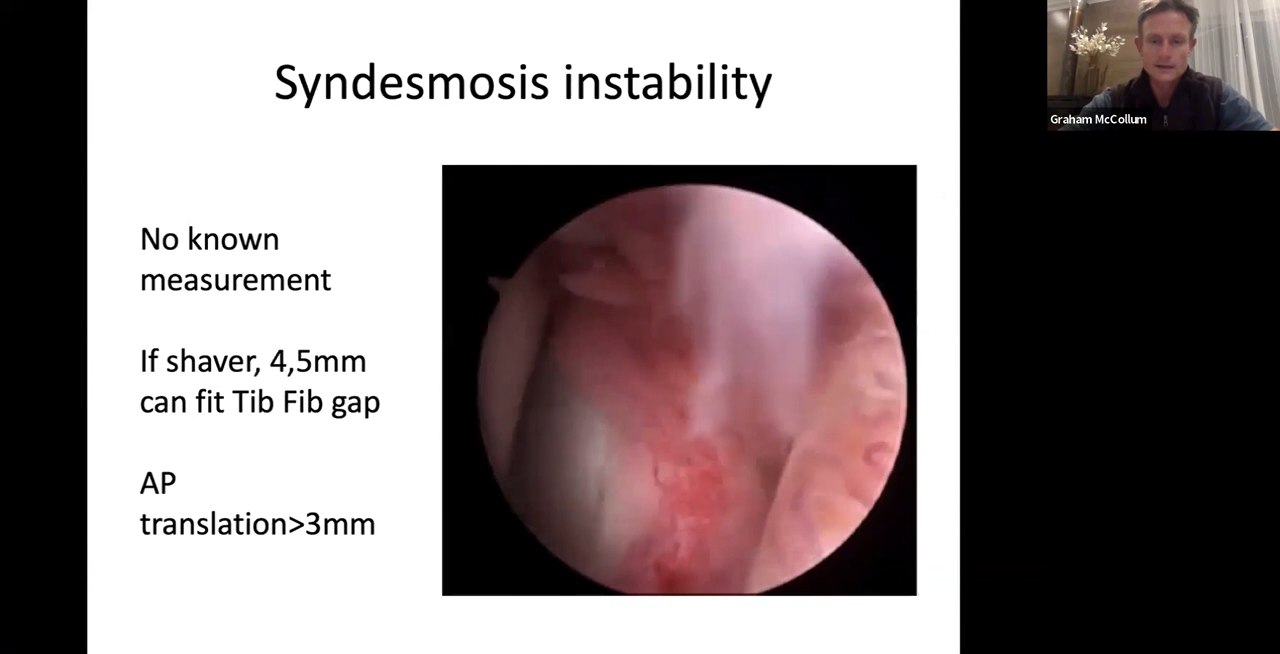 Syndesmosis instability
No known
measurement
If shaver, 4,5mm
can fit Tib Fib gap
AP
translation>3mm
Graham McCollum